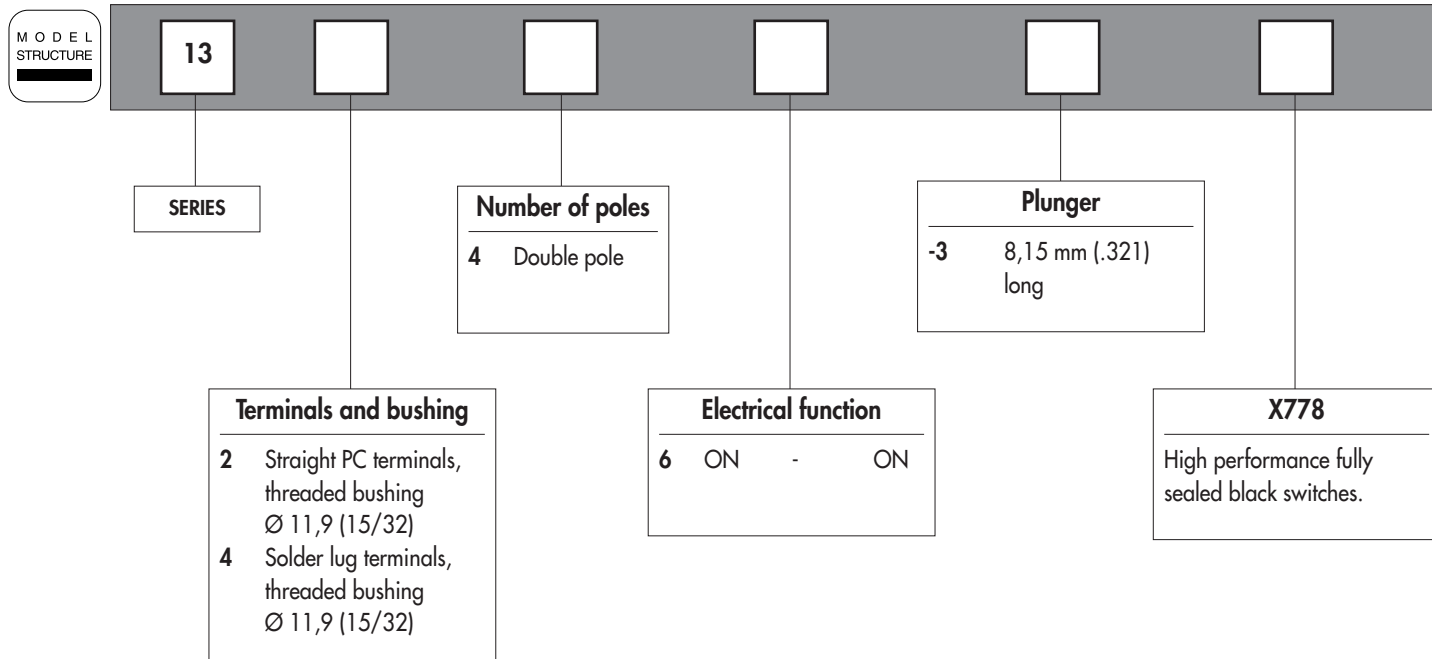 MODEL
STRUCTURE
13
SERIES
Number of poles
4 Double pole
Plunger
-3 8,15 mm (.321)
long
Terminals and bushing
2 Straight PC terminals,
threaded bushing
Ø 11,9 (15/32)
4 Solder lug terminals,
threaded bushing
Ø 11,9 (15/32)
Electrical function
6 ON - ON
X778
High performance fully
sealed black switches.